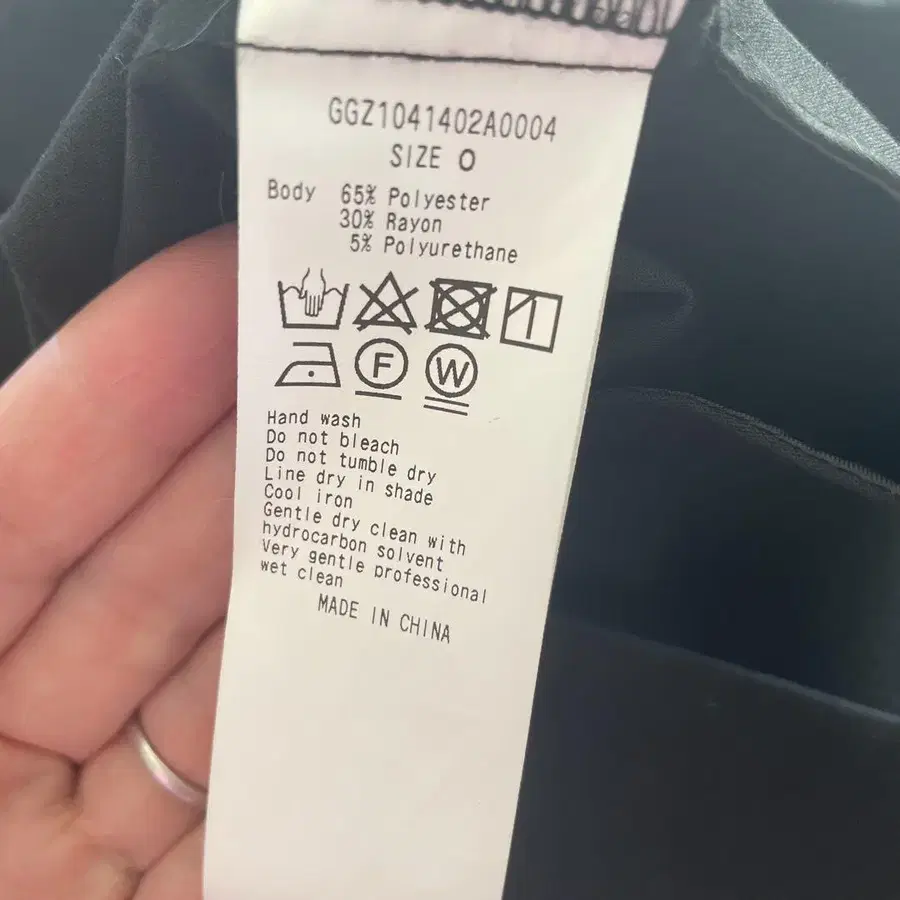 GGZ1041402A0004
SIZE 0
Body 65% Polyester
30% Rayon
5% Polyurethane
F W
Hand wash
Do not bleach
Do not tumble dry
Line dry in shade
Cool iron
Gentle dry clean with
hydrocarbon solvent
Very gentle professional
wet clean
MADE IN CHINA